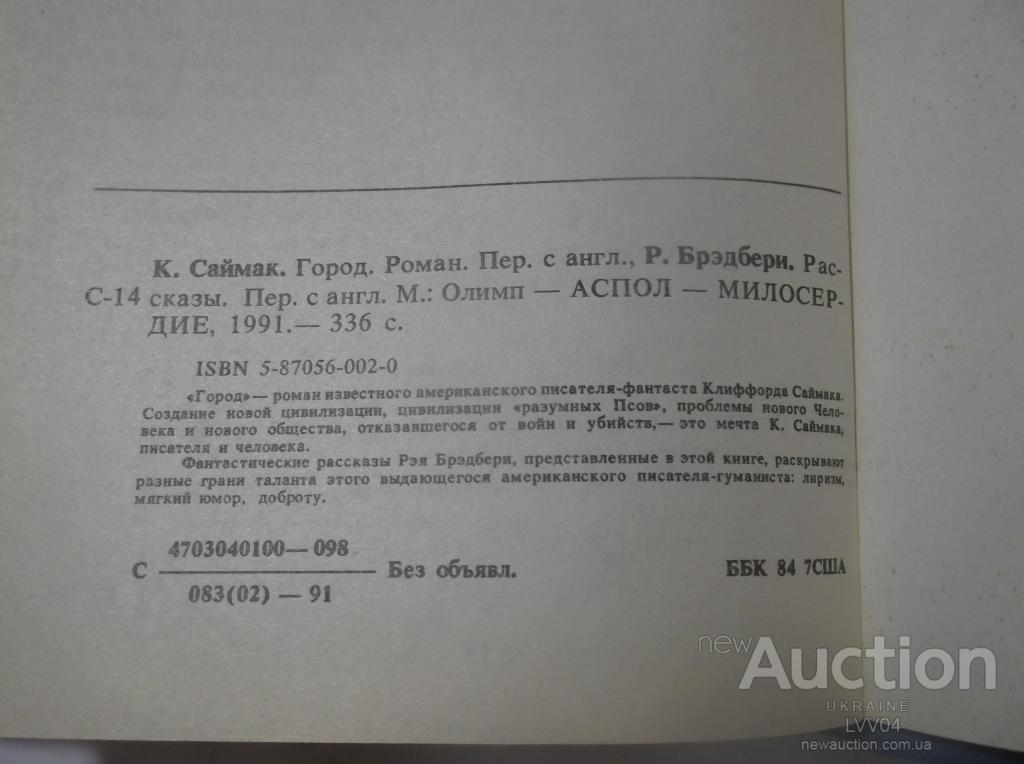 К. Саймак. Город. Роман. Пер. с англ., Р. Брэдбери. Рас-
С-14 сказы. Пер. с англ. М.: Олимп — АСПОЛ — МИЛОСЕР-
ДИЕ, 1991.— 336 с.
ISBN 5-87056-002-0
«Город»— роман известного американского писателя-фантаста Клиффорда Саймака.
Создание новой цивилизации, цивилизации «разумных Псов», проблемы нового Чело-
века и нового общества, отказавшегося от войн и убийств,— это мечта К. Саймака,
писателя и человека.
Фантастические рассказы Рэя Брэдбери, представленные в этой книге, раскрывают
разные грани таланта этого выдающегося американского писателя-гуманиста: лиризм,
мягкий юмор, доброту.
4703040100— 098
С Без объявл. ББК 84 7США
083(02) — 91
newAuction
UKRAINE
LVV04
newauction.com.ua